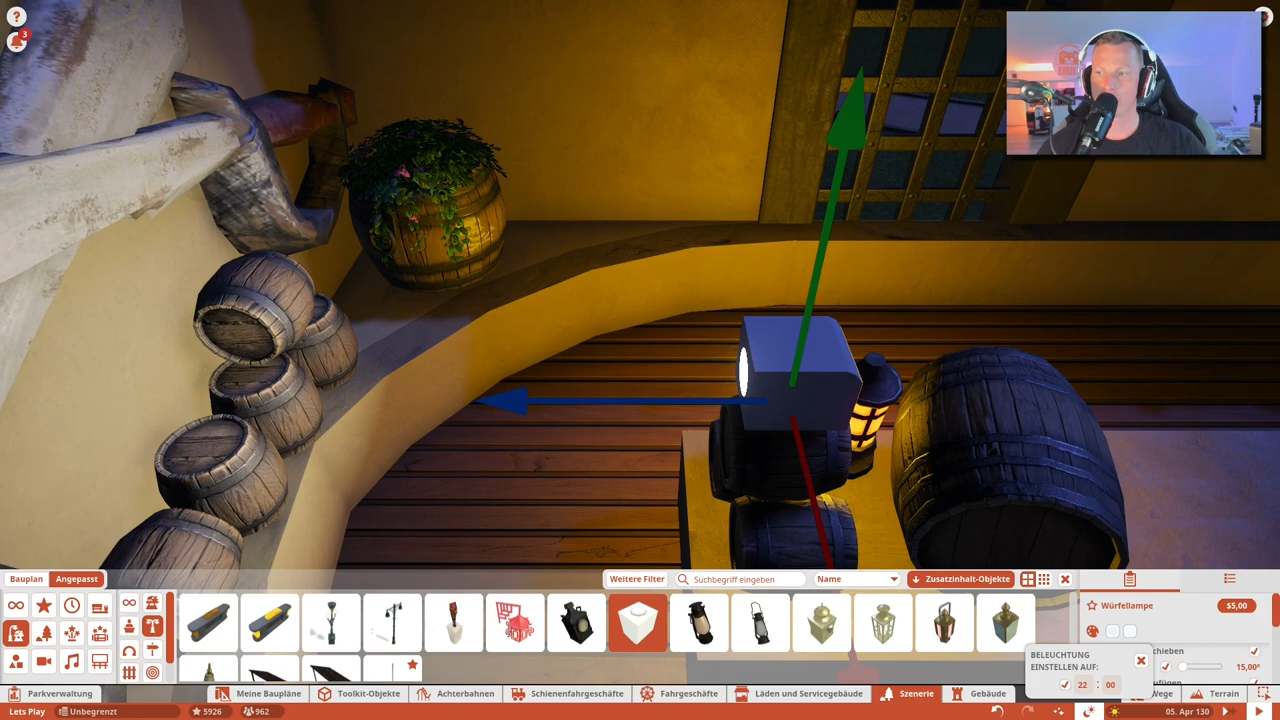 ?
3
Bauplan
Angepasst
Weitere Filter
Suchbegriff eingeben
Name
Zusatzinhalt-Objekte
Würfellampe
$5,00
BELEUCHTUNG
EINSTELLEN AUF:
22 : 00
chieben
15,00°
Parkverwaltung
Meine Baupläne
Toolkit-Objekte
Achterbahnen
Schienenfahrgeschäfte
Fahrgeschäfte
Läden und Servicegebäude
Szenerie
Gebäude
Wege
Terrain
Lets Play
Unbegrenzt
5926
962
05. Apr 130